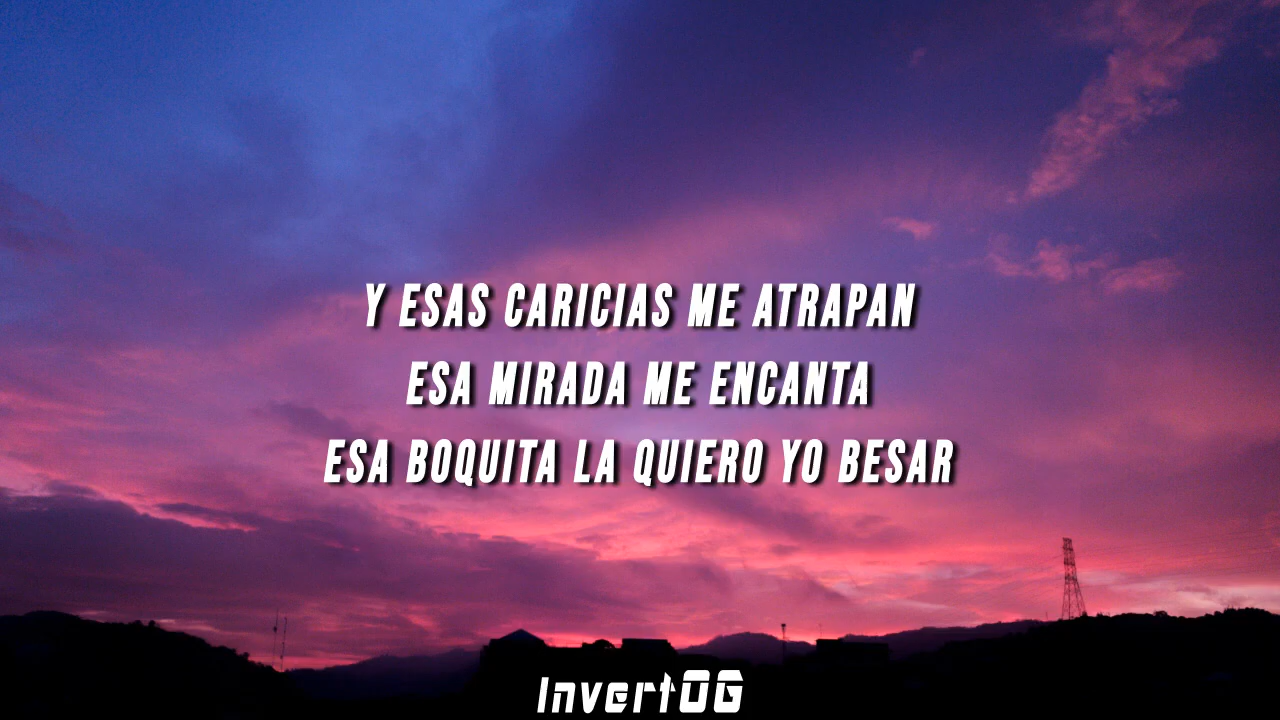 Y ESAS CARICIAS ME ATRAPAN
ESA MIRADA ME ENCANTA
ESA BOQUITA LA QUIERO YO BESAR
InvertOG